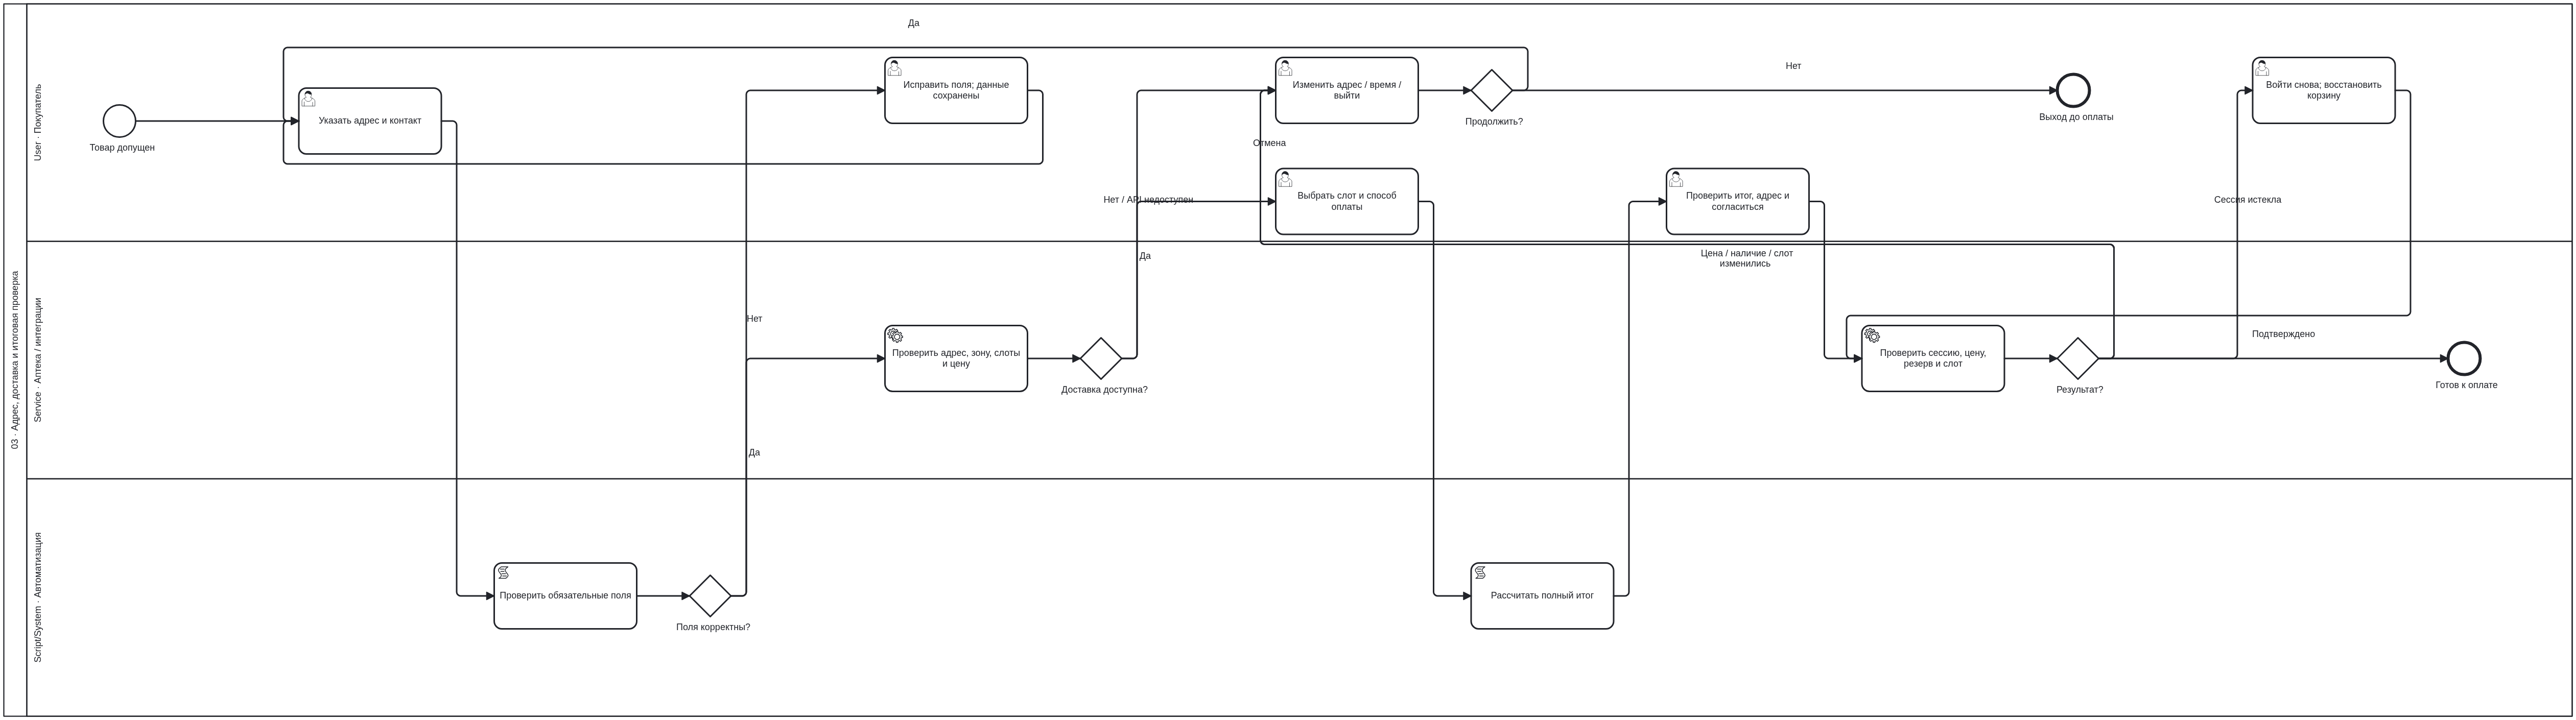 03 · Адрес, доставка и итоговая проверка
User · Покупатель
Да
Товар допущен
Указать адрес и контакт
Исправить поля; данные
сохранены
Изменить адрес / время /
выйти
Продолжить?
Нет
Выход до оплаты
Войти снова; восстановить
корзину
Отмена
Нет / API недоступен
Выбрать слот и способ
оплаты
Проверить итог, адрес и
согласиться
Сессия истекла
Service · Аптека / интеграции
Да
Цена / наличие / слот
изменились
Нет
Проверить адрес, зону, слоты
и цену
Доставка доступна?
Проверить сессию, цену,
резерв и слот
Результат?
Подтверждено
Готов к оплате
Да
Script/System · Автоматизация
Проверить обязательные поля
Поля корректны?
Рассчитать полный итог